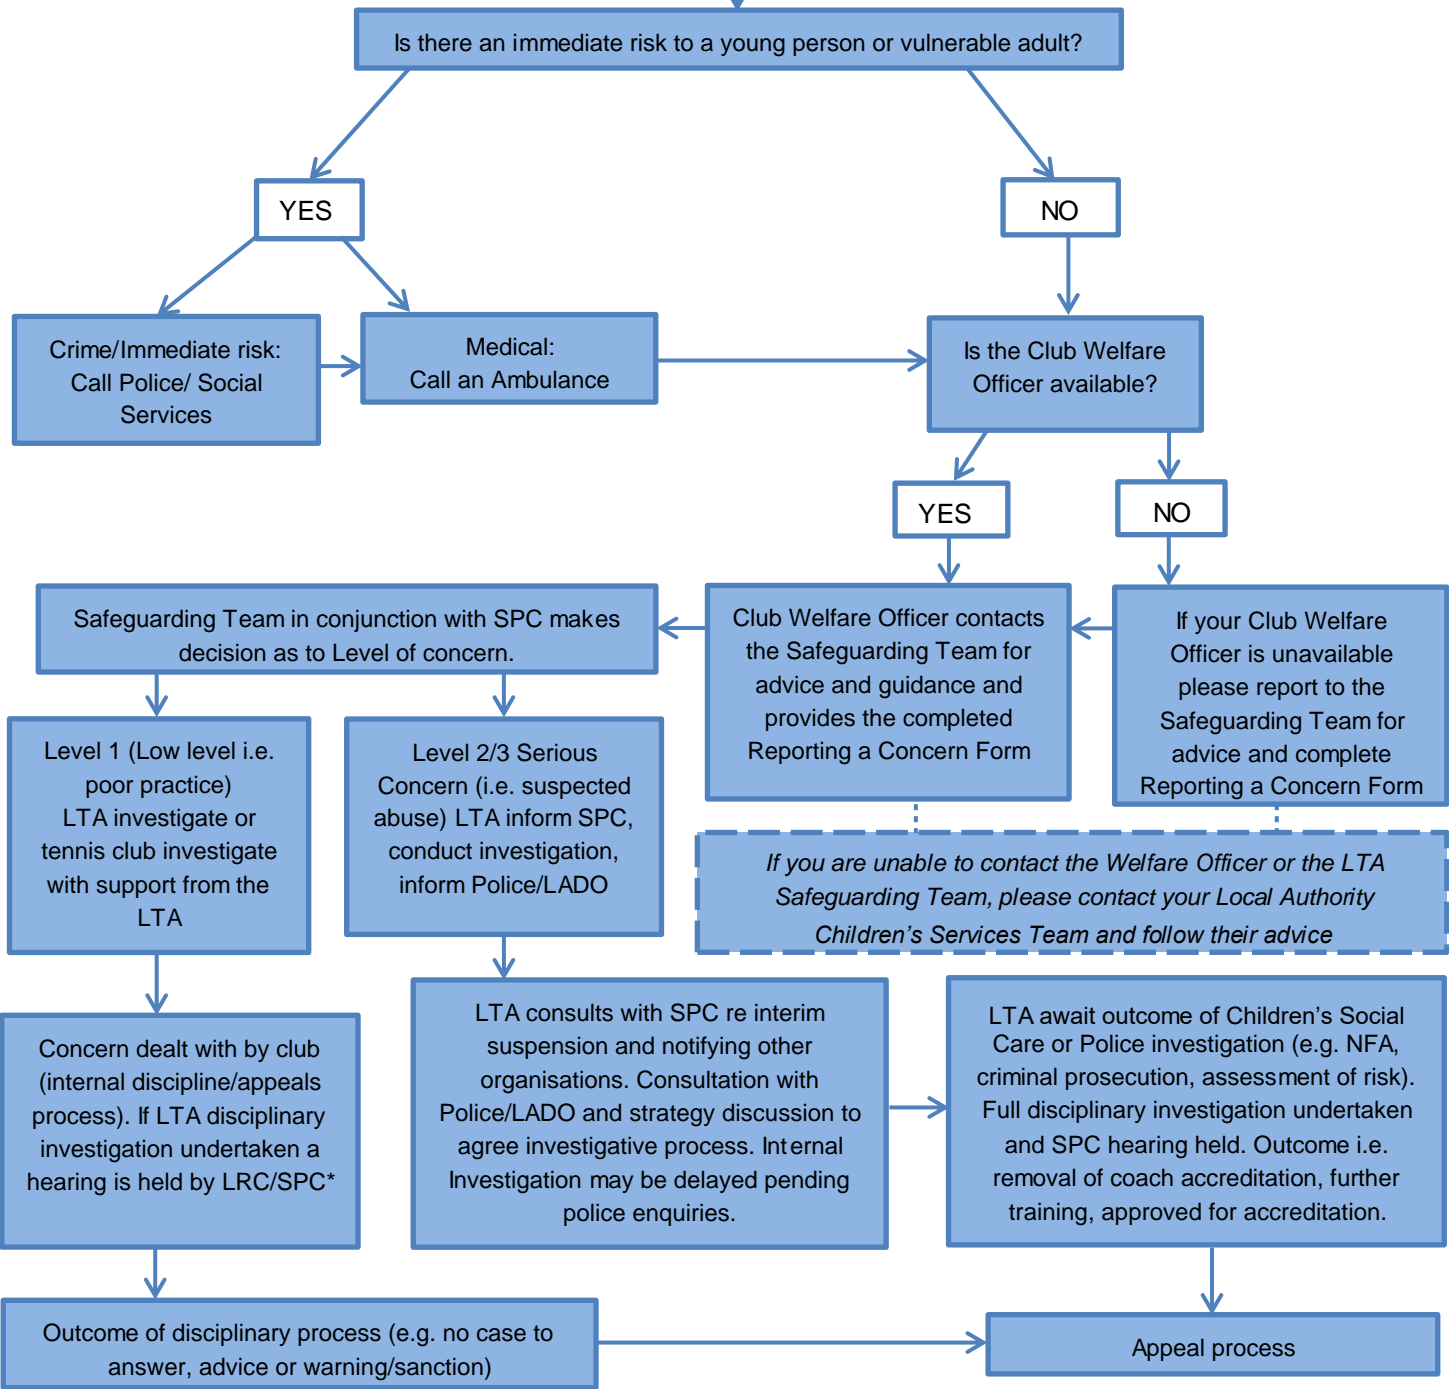 Is there an immediate risk to a young person or vulnerable adult?
YES
NO
Crime/Immediate risk:
Call Police/ Social
Services
Medical:
Call an Ambulance
Is the Club Welfare
Officer available?
YES
NO
Safeguarding Team in conjunction with SPC makes
decision as to Level of concern.
Club Welfare Officer contacts
the Safeguarding Team for
advice and guidance and
provides the completed
Reporting a Concern Form
If your Club Welfare
Officer is unavailable
please report to the
Safeguarding Team for
advice and complete
Reporting a Concern Form
Level 1 (Low level i.e.
poor practice)
LTA investigate or
tennis club investigate
with support from the
LTA
Level 2/3 Serious
Concern (i.e. suspected
abuse) LTA inform SPC,
conduct investigation,
inform Police/LADO
If you are unable to contact the Welfare Officer or the LTA
Safeguarding Team, please contact your Local Authority
Children's Services Team and follow their advice
Concern dealt with by club
(internal discipline/appeals
process). If LTA disciplinary
investigation undertaken a
hearing is held by LRC/SPC*
LTA consults with SPC re interim
suspension and notifying other
organisations. Consultation with
Police/LADO and strategy discussion to
agree investigative process. Internal
Investigation may be delayed pending
police enquiries.
LTA await outcome of Children's Social
Care or Police investigation (e.g. NFA,
criminal prosecution, assessment of risk).
Full disciplinary investigation undertaken
and SPC hearing held. Outcome i.e.
removal of coach accreditation, further
training, approved for accreditation.
Outcome of disciplinary process (e.g. no case to
answer, advice or warning/sanction)
Appeal process